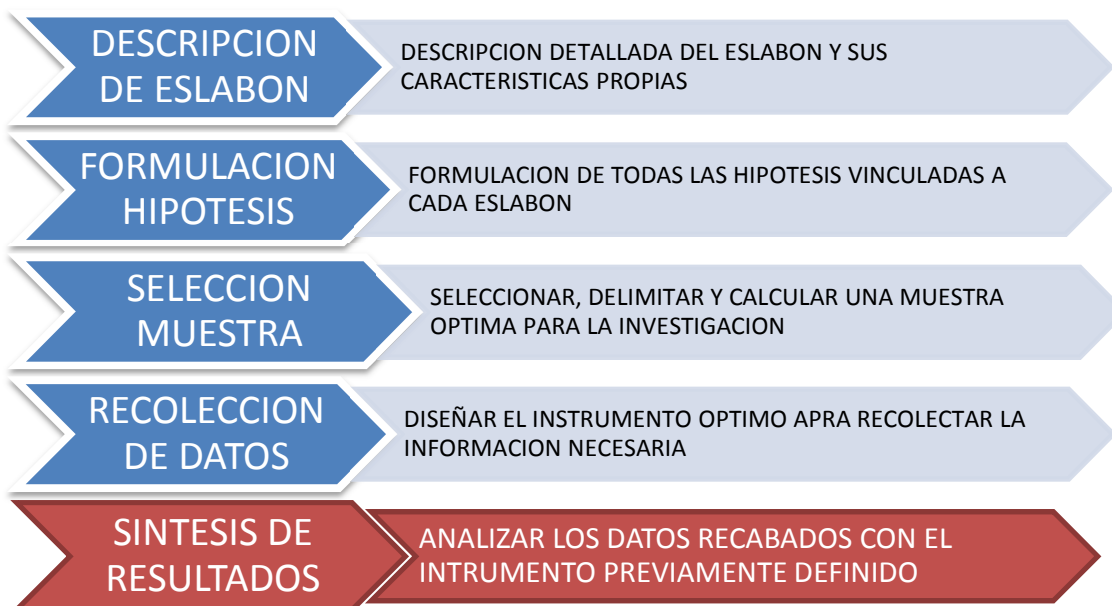 DESCRIPCION
DE ESLABON
DESCRIPCION DETALLADA DEL ESLABON Y SUS
CARACTERISTICAS PROPIAS
FORMULACION
HIPOTESIS
FORMULACION DE TODAS LAS HIPOTESIS VINCULADAS A
CADA ESLABON
SELECCION
MUESTRA
SELECCIONAR, DELIMITAR Y CALCULAR UNA MUESTRA
OPTIMA PARA LA INVESTIGACION
RECOLECCION
DE DATOS
DISEÑAR EL INSTRUMENTO OPTIMO APRA RECOLECTAR LA
INFORMACION NECESARIA
SINTESIS DE
RESULTADOS
ANALIZAR LOS DATOS RECABADOS CON EL
INTRUMENTO PREVIAMENTE DEFINIDO